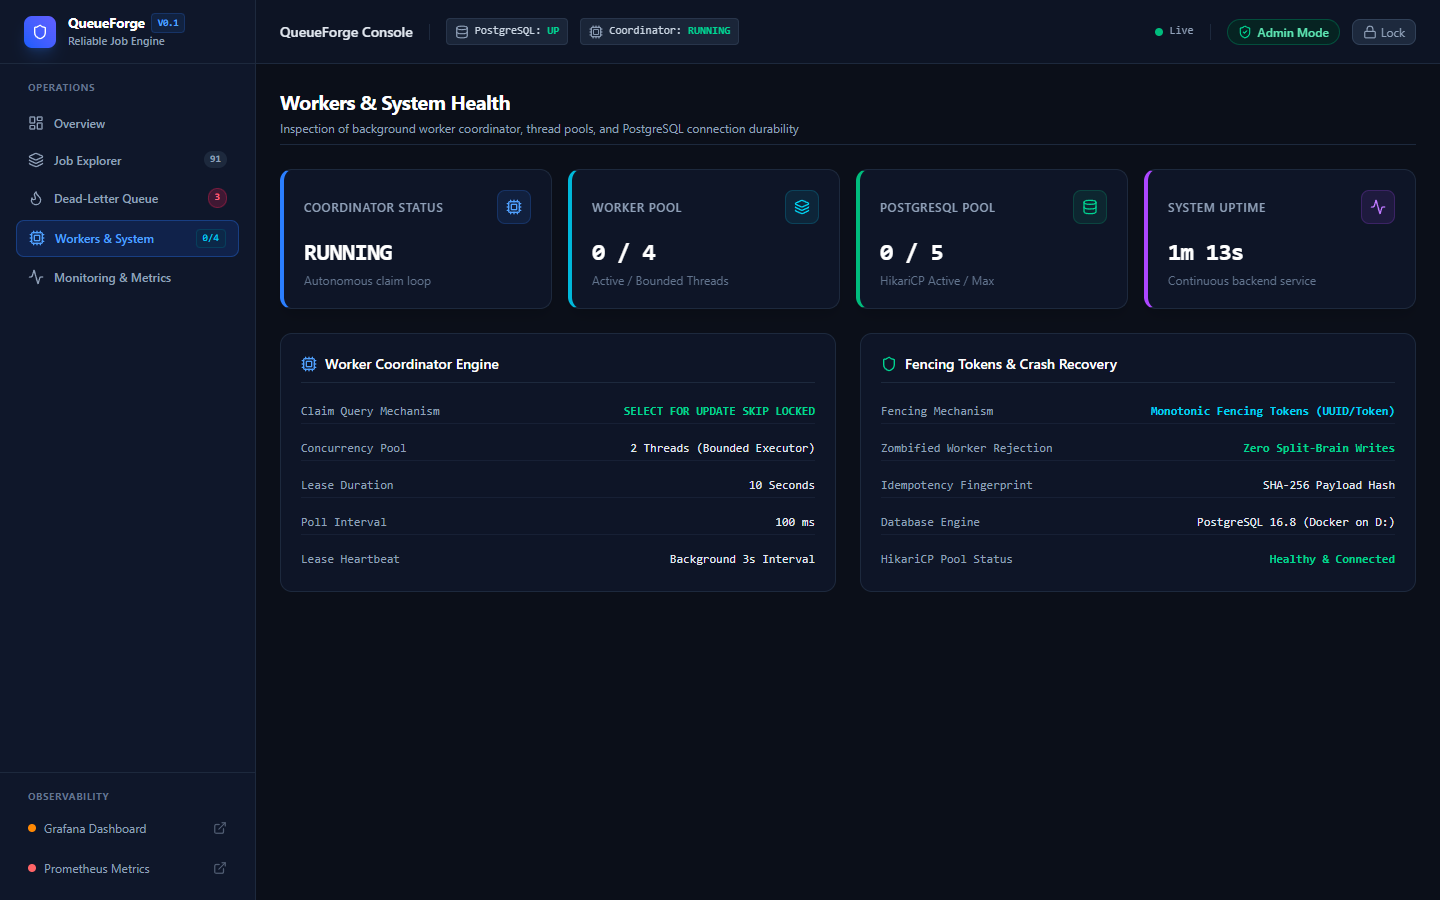 QueueForge V0.1
Reliable Job Engine
QueueForge Console
PostgreSQL: UP
Coordinator: RUNNING
Live
Admin Mode
Lock
OPERATIONS
Overview
Job Explorer 91
Dead-Letter Queue 3
Workers & System 0/4
Monitoring & Metrics
Workers & System Health
Inspection of background worker coordinator, thread pools, and PostgreSQL connection durability
COORDINATOR STATUS
RUNNING
Autonomous claim loop
WORKER POOL
0 / 4
Active / Bounded Threads
POSTGRESQL POOL
0 / 5
HikariCP Active / Max
SYSTEM UPTIME
1m 13s
Continuous backend service
Worker Coordinator Engine
Claim Query Mechanism SELECT FOR UPDATE SKIP LOCKED
Concurrency Pool 2 Threads (Bounded Executor)
Lease Duration 10 Seconds
Poll Interval 100 ms
Lease Heartbeat Background 3s Interval
Fencing Tokens & Crash Recovery
Fencing Mechanism Monotonic Fencing Tokens (UUID/Token)
Zombified Worker Rejection Zero Split-Brain Writes
Idempotency Fingerprint SHA-256 Payload Hash
Database Engine PostgreSQL 16.8 (Docker on D:)
HikariCP Pool Status Healthy & Connected
OBSERVABILITY
Grafana Dashboard
Prometheus Metrics